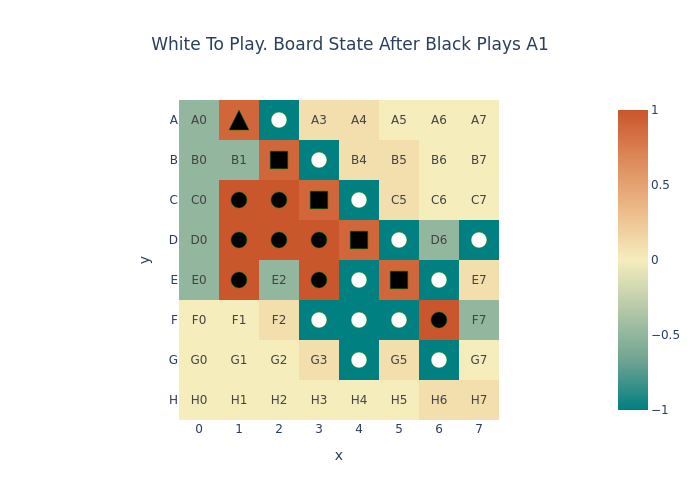 White To Play. Board State After Black Plays A1
A A0 A3 A4 A5 A6 A7 1
B B0 B1 B4 B5 B6 B7
C C0 C5 C6 C7 0.5
D D0 D6
y
E E0 E2 E7 0
F F0 F1 F2 F7 −0.5
G G0 G1 G2 G3 G5 G7
H H0 H1 H2 H3 H4 H5 H6 H7 −1
0 1 2 3 4 5 6 7
x